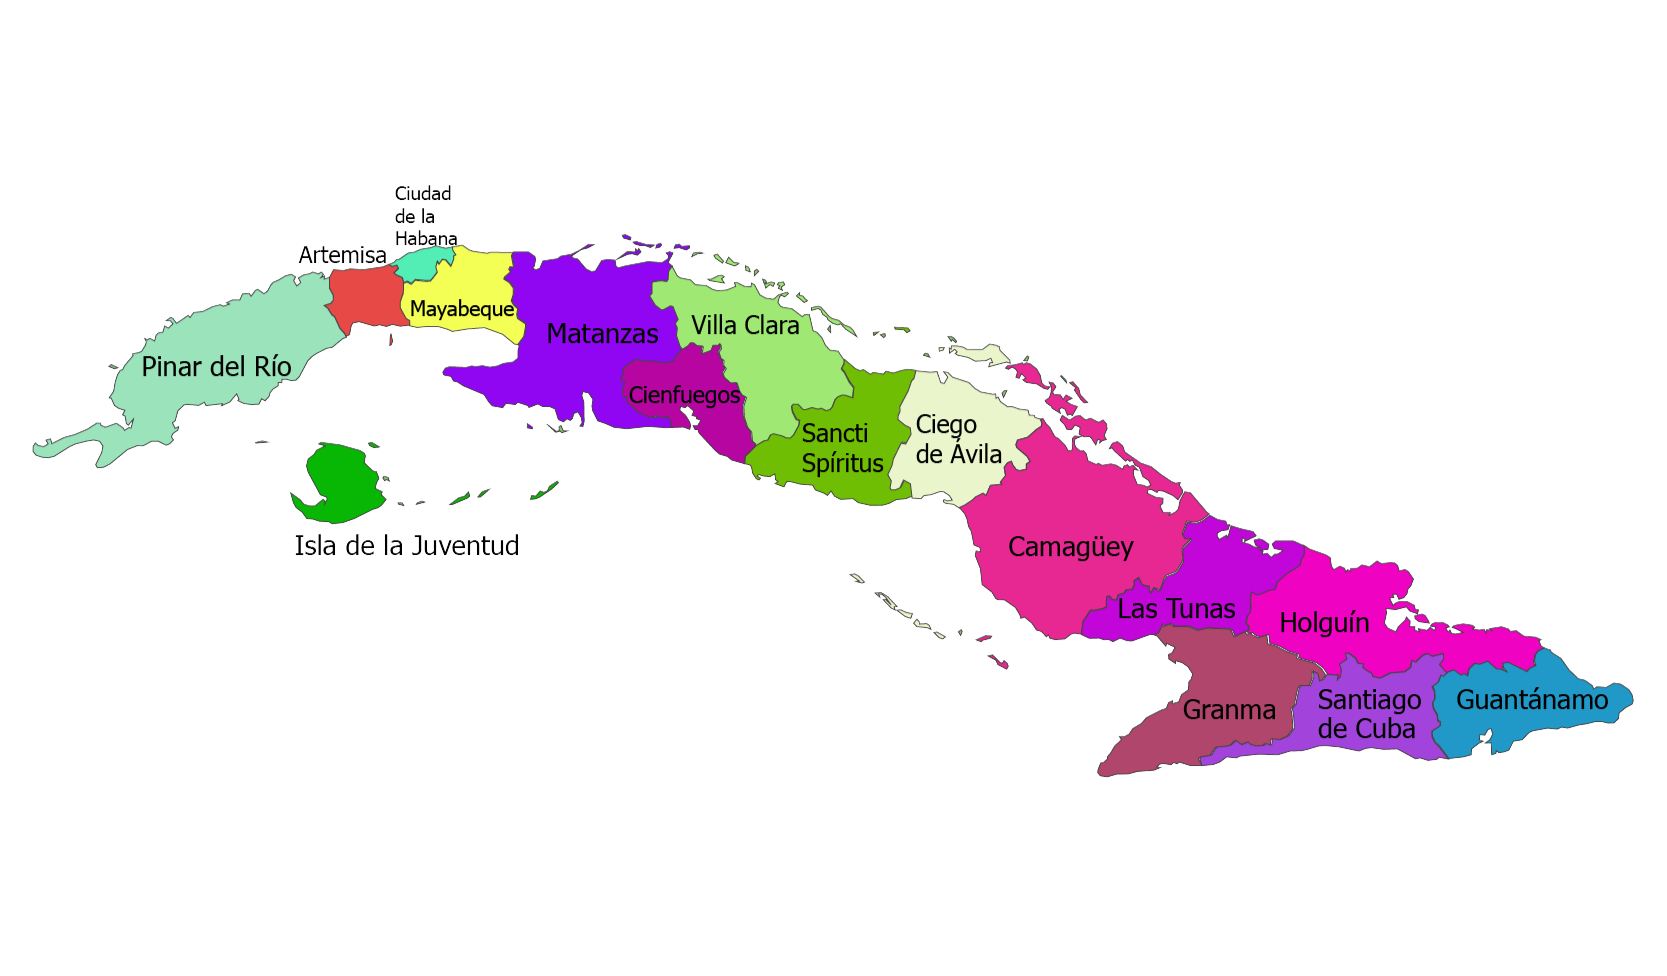 Ciudad
de la
Habana
Artemisa
Mayabeque
Pinar del Río
Matanzas
Villa Clara
Cienfuegos
Sancti
Spíritus
Ciego
de Ávila
Isla de la Juventud
Camagüey
Las Tunas
Holguín
Granma
Santiago
de Cuba
Guantánamo